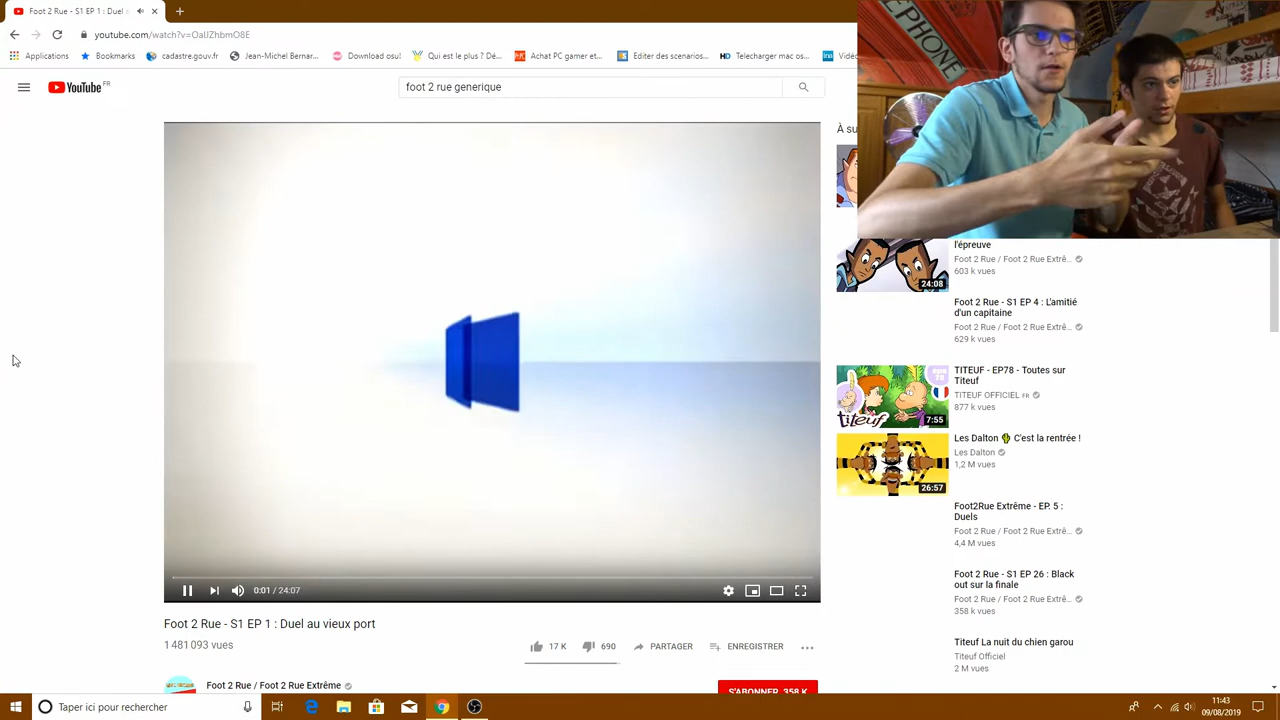 Foot 2 Rue - S1 EP 1 : Duel a
youtube.com/watch?v=OalJZhbmO8E
Applications
Bookmarks
cadastre.gouv.fr
Jean-Michel Bernar...
Download osu!
Qui est le plus ? Dé...
Achat PC gamer et...
Editer des scenarios...
Telecharger mac os...
Vidéo
YouTube FR
foot 2 rue generique
EPHONE
À su
l'épreuve
Foot 2 Rue / Foot 2 Rue Extrê...
603 k vues
24:08
Foot 2 Rue - S1 EP 4 : L'amitié
d'un capitaine
Foot 2 Rue / Foot 2 Rue Extrê...
629 k vues
TITEUF - EP78 - Toutes sur
Titeuf
TITEUF OFFICIEL FR
877 k vues
titeuf
7:55
Les Dalton 🌵 C'est la rentrée !
Les Dalton
1,2 M vues
26:57
Foot2Rue Extrême - EP. 5 :
Duels
Foot 2 Rue / Foot 2 Rue Extrê...
4,4 M vues
Foot 2 Rue - S1 EP 26 : Black
out sur la finale
Foot 2 Rue / Foot 2 Rue Extrê...
358 k vues
Titeuf La nuit du chien garou
Titeuf Officiel
2 M vues
0:01 / 24:07
Foot 2 Rue - S1 EP 1 : Duel au vieux port
1 481 093 vues
17 K
690
PARTAGER
ENREGISTRER
Foot 2 Rue / Foot 2 Rue Extrême
S'ABONNER 358 K
Taper ici pour rechercher
11:43
09/08/2019